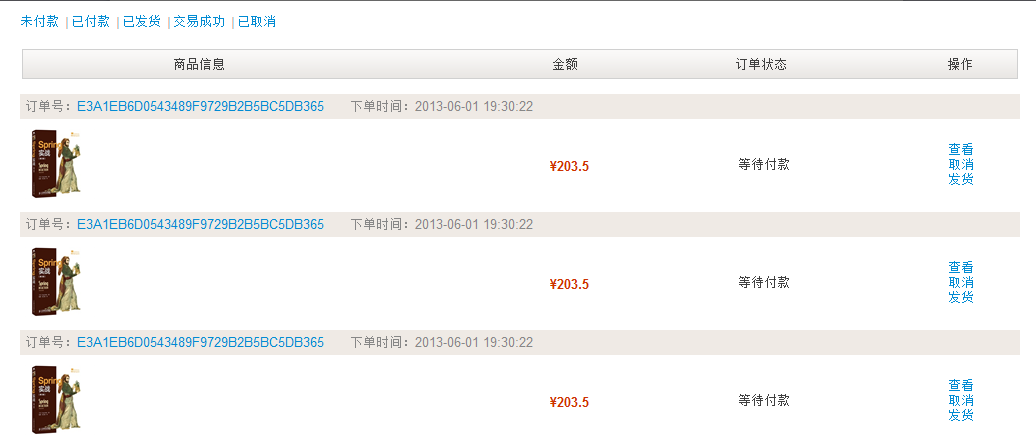 未付款 | 已付款 | 已发货 | 交易成功 | 已取消
商品信息 金额 订单状态 操作
订单号：E3A1EB6D0543489F9729B2B5BC5DB365 下单时间：2013-06-01 19:30:22
Spring
实战
Spring
¥203.5 等待付款
查看
取消
发货
订单号：E3A1EB6D0543489F9729B2B5BC5DB365 下单时间：2013-06-01 19:30:22
Spring
实战
Spring
¥203.5 等待付款
查看
取消
发货
订单号：E3A1EB6D0543489F9729B2B5BC5DB365 下单时间：2013-06-01 19:30:22
Spring
实战
Spring
¥203.5 等待付款
查看
取消
发货